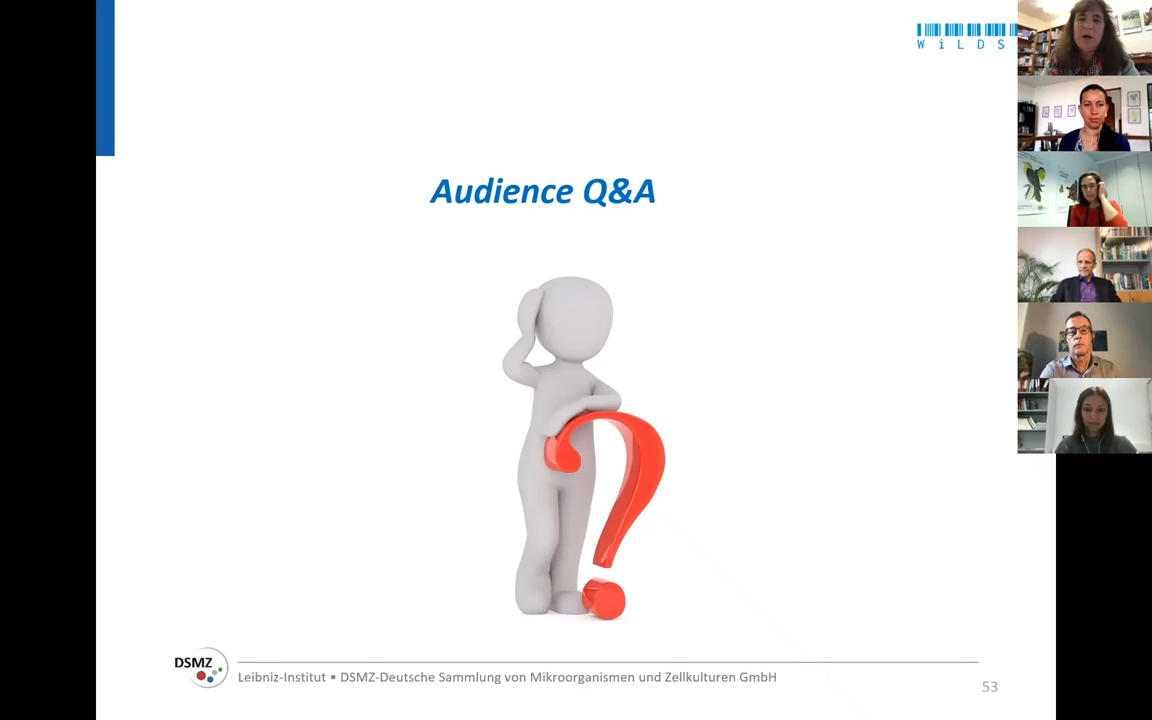 WiLDS
Audience Q&A
DSMZ
Leibniz-Institut • DSMZ-Deutsche Sammlung von Mikroorganismen und Zellkulturen GmbH
53